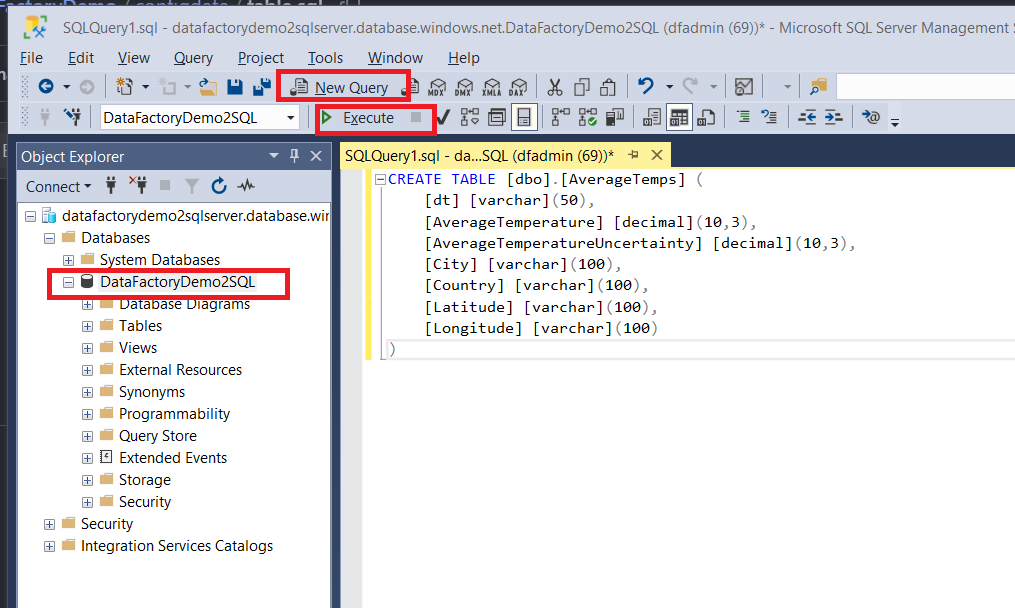 SQLQuery1.sql - datafactorydemo2sqlserver.database.windows.net.DataFactoryDemo2SQL (dfadmin (69))* - Microsoft SQL Server Management
File Edit View Query Project Tools Window Help
New Query MDX DMX XMLA DAX
DataFactoryDemo2SQL Execute
Object Explorer
Connect
datafactorydemo2sqlserver.database.wir
Databases
System Databases
DataFactoryDemo2SQL
Database Diagrams
Tables
Views
External Resources
Synonyms
Programmability
Query Store
Extended Events
Storage
Security
Security
Integration Services Catalogs
SQLQuery1.sql - da...SQL (dfadmin (69))*
CREATE TABLE [dbo].[AverageTemps] (
[dt] [varchar](50),
[AverageTemperature] [decimal](10,3),
[AverageTemperatureUncertainty] [decimal](10,3),
[City] [varchar](100),
[Country] [varchar](100),
[Latitude] [varchar](100),
[Longitude] [varchar](100)
)